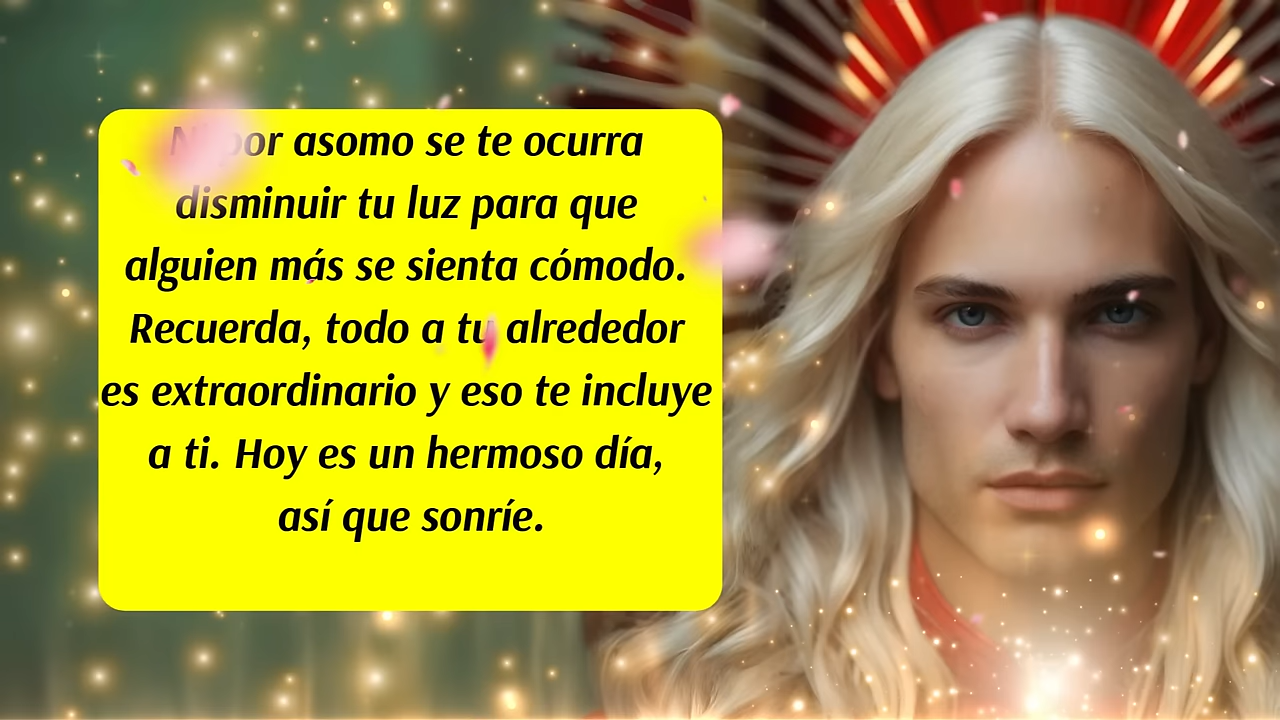 Ni por asomo se te ocurra
disminuir tu luz para que
alguien más se sienta cómodo.
Recuerda, todo a tu alrededor
es extraordinario y eso te incluye
a ti. Hoy es un hermoso día,
así que sonríe.